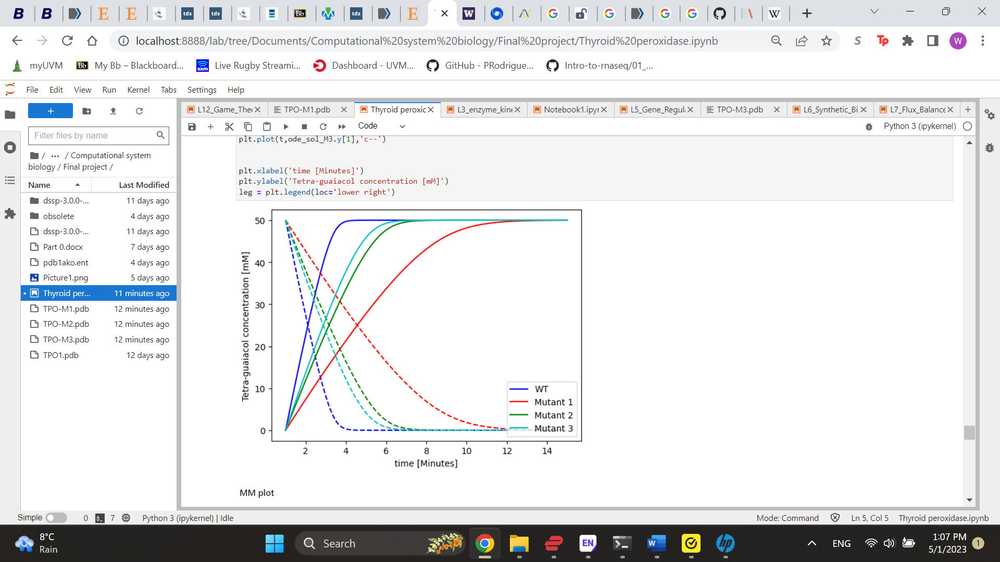 localhost:8888/lab/tree/Documents/Computational%20system%20biology/Final%20project/Thyroid%20peroxidase.ipynb
myUVM
Bb My Bb – Blackboard...
Live Rugby Streami...
Dashboard - UVM...
GitHub - PRodrigue...
Intro-to-rnaseq/01_...
File Edit View Run Kernel Tabs Settings Help
L12_Game_The
TPO-M1.pdb
Thyroid peroxic
L3_enzyme_kine
Notebook1.ipyr
L5_Gene_Regul
TPO-M3.pdb
L6_Synthetic_Bi
L7_Flux_Balance
Code
Python 3 (ipykernel)
Filter files by name
/ ... / Computational system
biology / Final project /
Name Last Modified
dssp-3.0.0-... 11 days ago
obsolete 4 days ago
dssp-3.0.0-... 11 days ago
Part 0.docx 7 days ago
pdb1ako.ent 4 days ago
Picture1.png 5 days ago
Thyroid per... 11 minutes ago
TPO-M1.pdb 12 minutes ago
TPO-M2.pdb 12 minutes ago
TPO-M3.pdb 12 minutes ago
TPO1.pdb 12 days ago
plt.plot(t,ode_sol_M3.y[1],'c--')
plt.xlabel('time [Minutes]')
plt.ylabel('Tetra-guaiacol concentration [mM]')
leg = plt.legend(loc='lower right')
Tetra-guaiacol concentration [mM]
50
40
30
20
10
0
WT
Mutant 1
Mutant 2
Mutant 3
2 4 6 8 10 12 14
time [Minutes]
MM plot
Simple 0 7 Python 3 (ipykernel) | Idle
Mode: Command Ln 5, Col 5 Thyroid peroxidase.ipynb
8°C
Rain
Search
EN
ENG
1:07 PM
5/1/2023
1